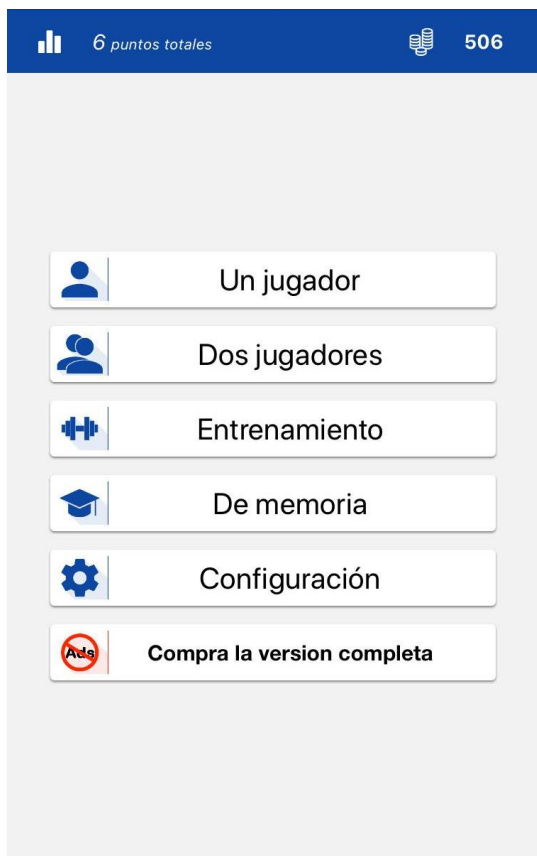 6 puntos totales
506
Un jugador
Dos jugadores
Entrenamiento
De memoria
Configuración
Ads
Compra la version completa